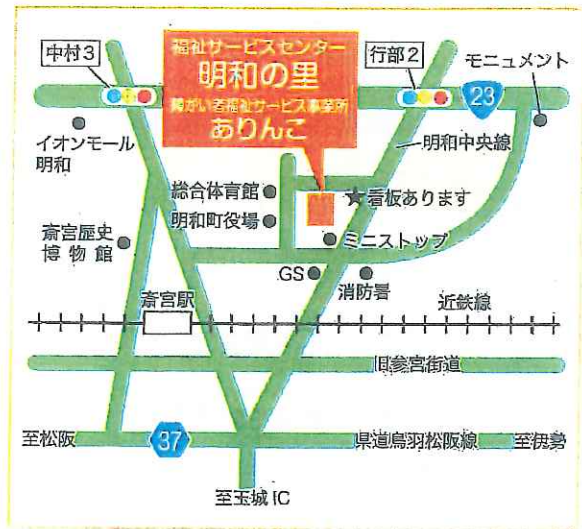 中村3
福祉サービスセンター
明和の里
障がい者福祉サービス事業所
ありんこ
行部2
モニュメント
23
イオンモール
明和
明和中央線
総合体育館
看板あります
明和町役場
斎宮歴史
博物館
ミニストップ
GS
消防署
斎宮駅
近鉄線
旧参宮街道
至松阪
37
県道鳥羽松阪線
至伊勢
至玉城IC